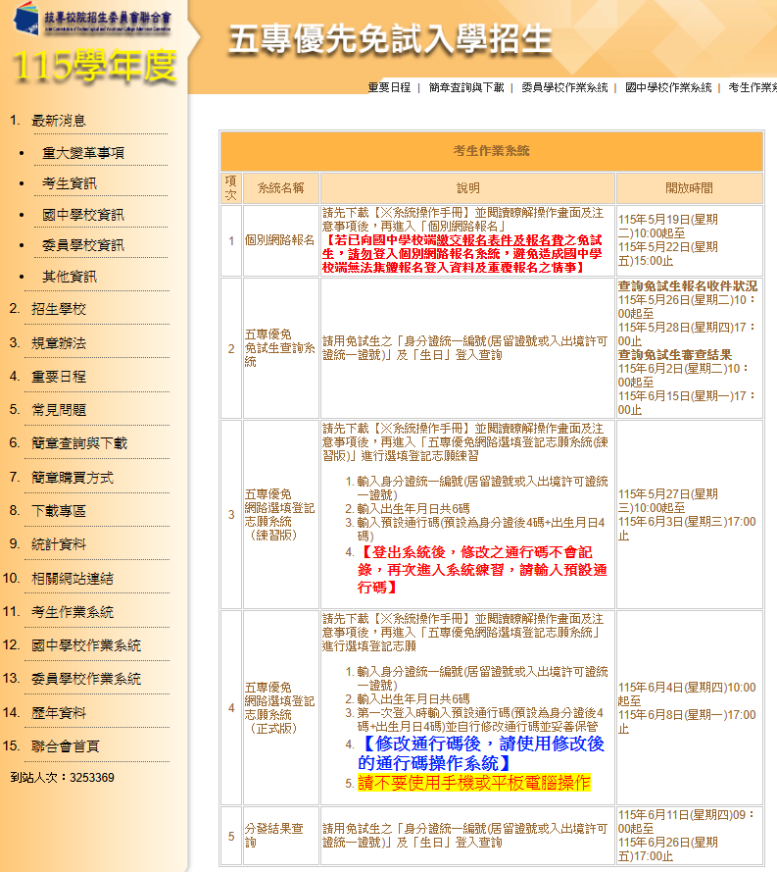 技專校院招生委員會聯合會
115學年度
五專優先免試入學招生
重要日程 | 簡章查詢與下載 | 委員學校作業系統 | 國中學校作業系統 | 考生作業系
1. 最新消息
• 重大變革事項
• 考生資訊
• 國中學校資訊
• 委員學校資訊
• 其他資訊
2. 招生學校
3. 規章辦法
4. 重要日程
5. 常見問題
6. 簡章查詢與下載
7. 簡章購買方式
8. 下載專區
9. 統計資料
10. 相關網站連結
11. 考生作業系統
12. 國中學校作業系統
13. 委員學校作業系統
14. 歷年資料
15. 聯合會首頁
到站人次：3253369
考生作業系統
項次 系統名稱 說明 開放時間
1
個別網路報名
請先下載【※系統操作手冊】並閱讀瞭解操作畫面及注
意事項後，再進入「個別網路報名」
【若已向國中學校端繳交報名表件及報名費之免試
生，請勿登入個別網路報名系統，避免造成國中學
校端無法集體報名登入資料及重覆報名之情事】
115年5月19日(星期
二)10:00起至
115年5月22日(星期
五)15:00止
2
五專優免
免試生查詢系
統
請用免試生之「身分證統一編號(居留證號或入出境許可
證統一證號)」及「生日」登入查詢
查詢免試生報名收件狀況
115年5月26日(星期二)10：
00起至
115年5月28日(星期四)17：
00止
查詢免試生審查結果
115年6月2日(星期二)10：
00起至
115年6月15日(星期一)17：
00止
3
五專優免
網路選填登記
志願系統
（練習版）
請先下載【※系統操作手冊】並閱讀瞭解操作畫面及注
意事項後，再進入「五專優免網路選填登記志願系統(練
習版)」進行選填登記志願練習
1. 輸入身分證統一編號(居留證號或入出境許可證統
一證號)
2. 輸入出生年月日共6碼
3. 輸入預設通行碼(預設為身分證後4碼+出生月日4
碼)
4. 【登出系統後，修改之通行碼不會記
錄，再次進入系統練習，請輸入預設通
行碼】
115年5月27日(星期
三)10:00起至
115年6月3日(星期三)17:00
止
4
五專優免
網路選填登記
志願系統
（正式版）
請先下載【※系統操作手冊】並閱讀瞭解操作畫面及注
意事項後，再進入「五專優免網路選填登記志願系統」
進行選填登記志願
1. 輸入身分證統一編號(居留證號或入出境許可證統
一證號)
2. 輸入出生年月日共6碼
3. 第一次登入時輸入預設通行碼(預設為身分證後4
碼+出生月日4碼)並自行修改通行碼並妥善保管
4. 【修改通行碼後，請使用修改後
的通行碼操作系統】
5. 請不要使用手機或平板電腦操作
115年6月4日(星期四)10:00
起至
115年6月8日(星期一)17:00
止
5
分發結果查
詢
請用免試生之「身分證統一編號(居留證號或入出境許可
證統一證號)」及「生日」登入查詢
115年6月11日(星期四)09：
00起至
115年6月26日(星期
五)17:00止